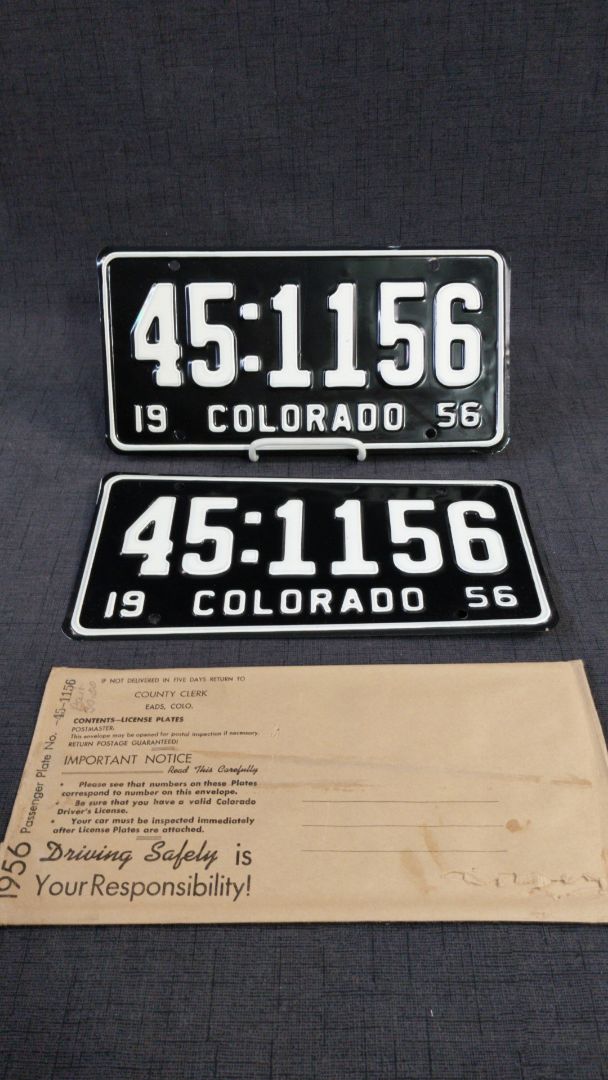 45:1156
19 COLORADO 56
45:1156
19 COLORADO 56
1956 Passenger Plate No. -45-1156
IF NOT DELIVERED IN FIVE DAYS RETURN TO
COUNTY CLERK
EADS, COLO.
CONTENTS—LICENSE PLATES
POSTMASTER:
This envelope may be opened for postal inspection if necessary.
RETURN POSTAGE GUARANTEED!
IMPORTANT NOTICE
Read This Carefully
• Please see that numbers on these Plates
correspond to number on this envelope.
• Be sure that you have a valid Colorado
Driver's License.
• Your car must be inspected immediately
after License Plates are attached.
Driving Safely is
Your Responsibility!